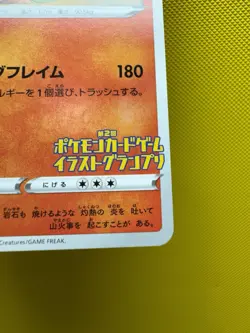 グフレイム 180
ルギーを1個選び、トラッシュする。
第2回
ポケモンカードゲーム
イラストグランプリ
にげる
岩石も 焼けるような 灼熱の 炎を 吐いて
山火事を 起こすことが ある。
Creatures/GAME FREAK.